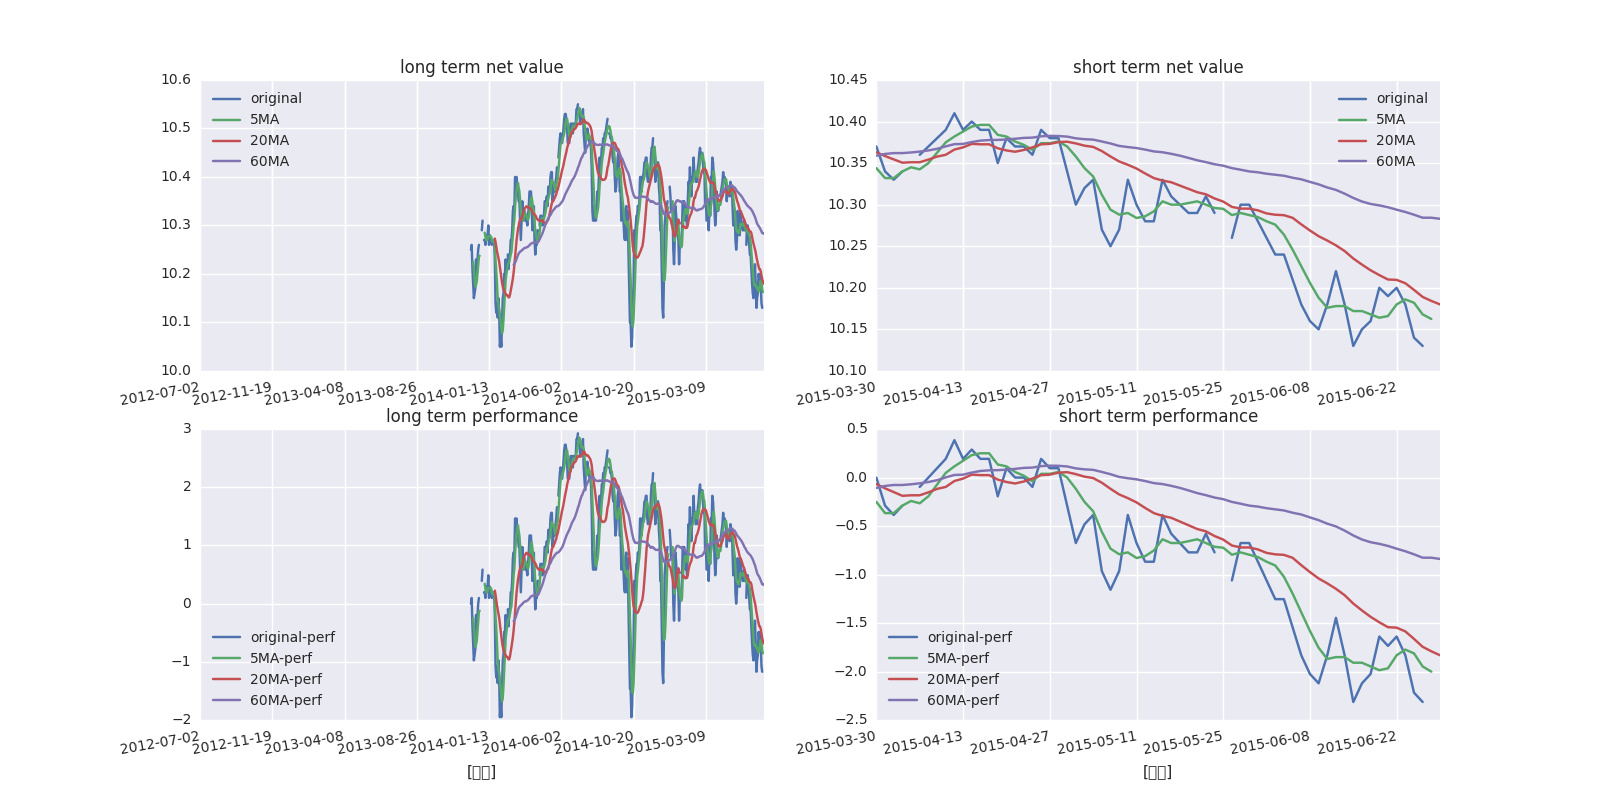 long term net value
short term net value
10.6
10.5
10.4
10.3
10.2
10.1
10.0
original
5MA
20MA
60MA
2012-07-02
2012-11-19
2013-04-08
2013-08-26
2014-01-13
2014-06-02
2014-10-20
2015-03-09
10.45
10.40
10.35
10.30
10.25
10.20
10.15
10.10
original
5MA
20MA
60MA
2015-03-30
2015-04-13
2015-04-27
2015-05-11
2015-05-25
2015-06-08
2015-06-22
long term performance
short term performance
3
2
1
0
−1
−2
original-perf
5MA-perf
20MA-perf
60MA-perf
2012-07-02
2012-11-19
2013-04-08
2013-08-26
2014-01-13
2014-06-02
2014-10-20
2015-03-09
0.5
0.0
−0.5
−1.0
−1.5
−2.0
−2.5
original-perf
5MA-perf
20MA-perf
60MA-perf
2015-03-30
2015-04-13
2015-04-27
2015-05-11
2015-05-25
2015-06-08
2015-06-22